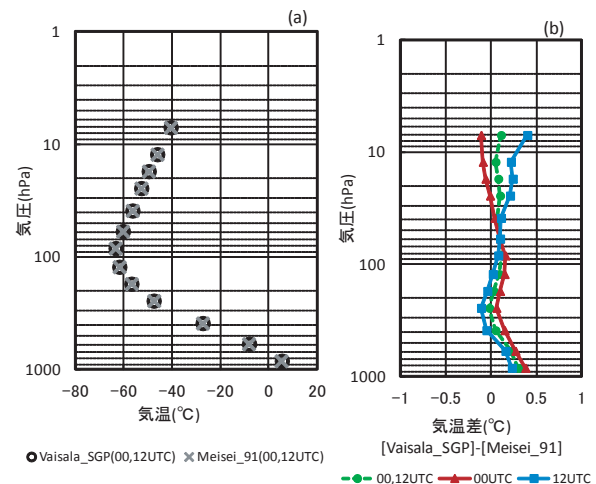 (a)
1
10
100
1000
気圧(hPa)
−80 −60 −40 −20 0 20
気温(℃)
Vaisala_SGP(00,12UTC) Meisei_91(00,12UTC)
(b)
1
10
100
1000
気圧(hPa)
−1 −0.5 0 0.5 1
気温差(℃)
[Vaisala_SGP]-[Meisei_91]
00,12UTC 00UTC 12UTC